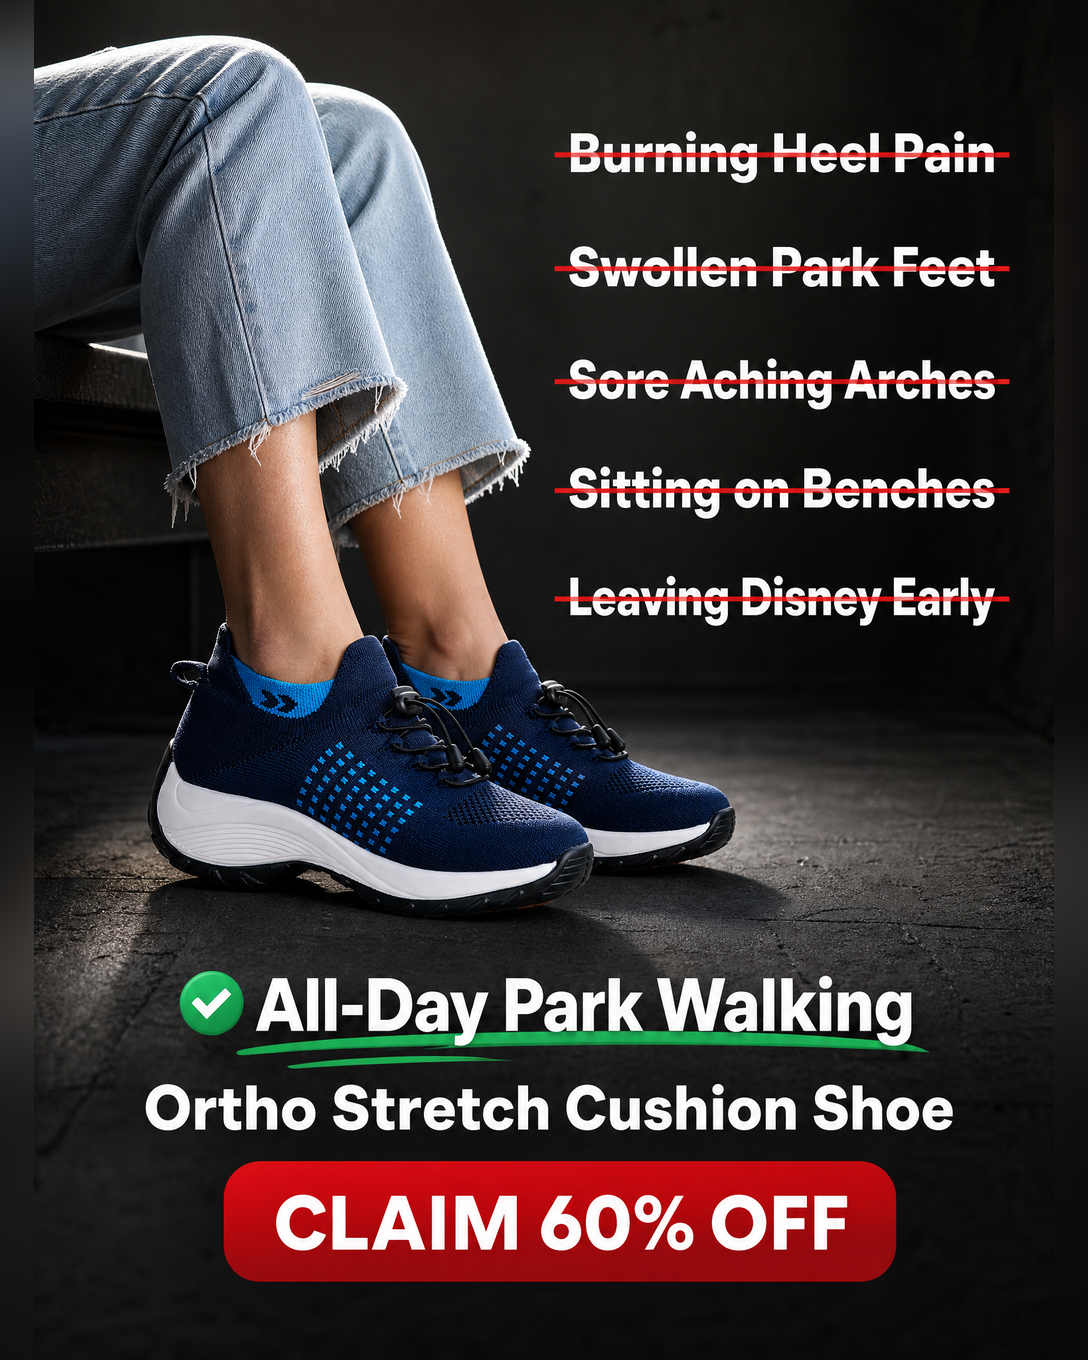 Burning Heel Pain
Swollen Park Feet
Sore Aching Arches
Sitting on Benches
Leaving Disney Early
All-Day Park Walking
Ortho Stretch Cushion Shoe
CLAIM 60% OFF